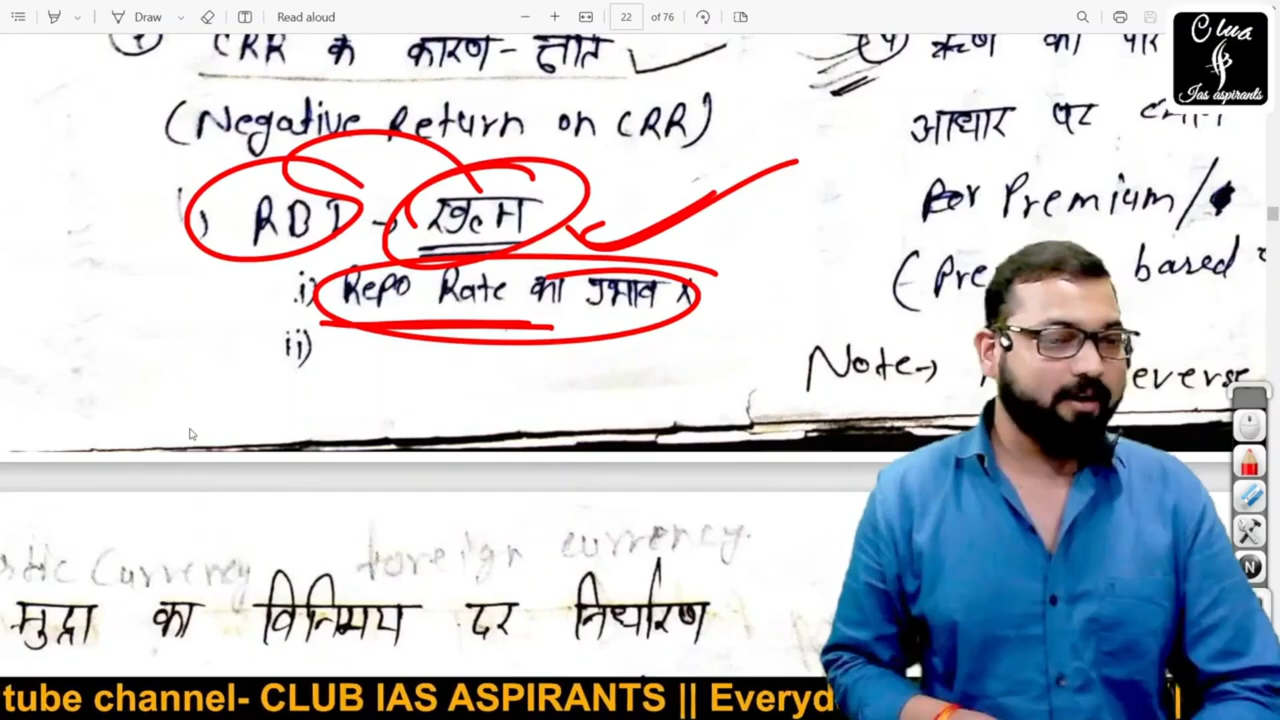 Draw
Read aloud
22 of 76
Club
Ias aspirants
CRR के कारण-
(Negative Return on CRR)
RBI → खत्म
i) Repo Rate का प्रभाव x
ii)
ऋण का
आधार पर
Premium/
based
Note→
everse
Currency foreign currency.
मुद्रा का विनिमय दर निर्धारण
tube channel- CLUB IAS ASPIRANTS || Everyd